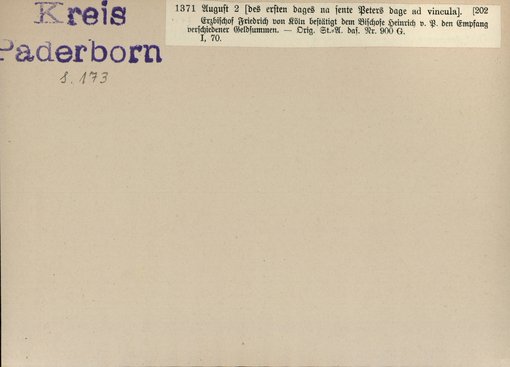 Kreis
Paderborn
S. 173
1371 August 2 [des ersten dages na sente Peters dage ad vincula]. [202
Erzbischof Friedrich von Köln bestätigt dem Bischofe Heinrich v. P. den Empfang
verschiedener Geldsummen. — Orig. St.-A. das. Nr. 900 G.
I, 70.